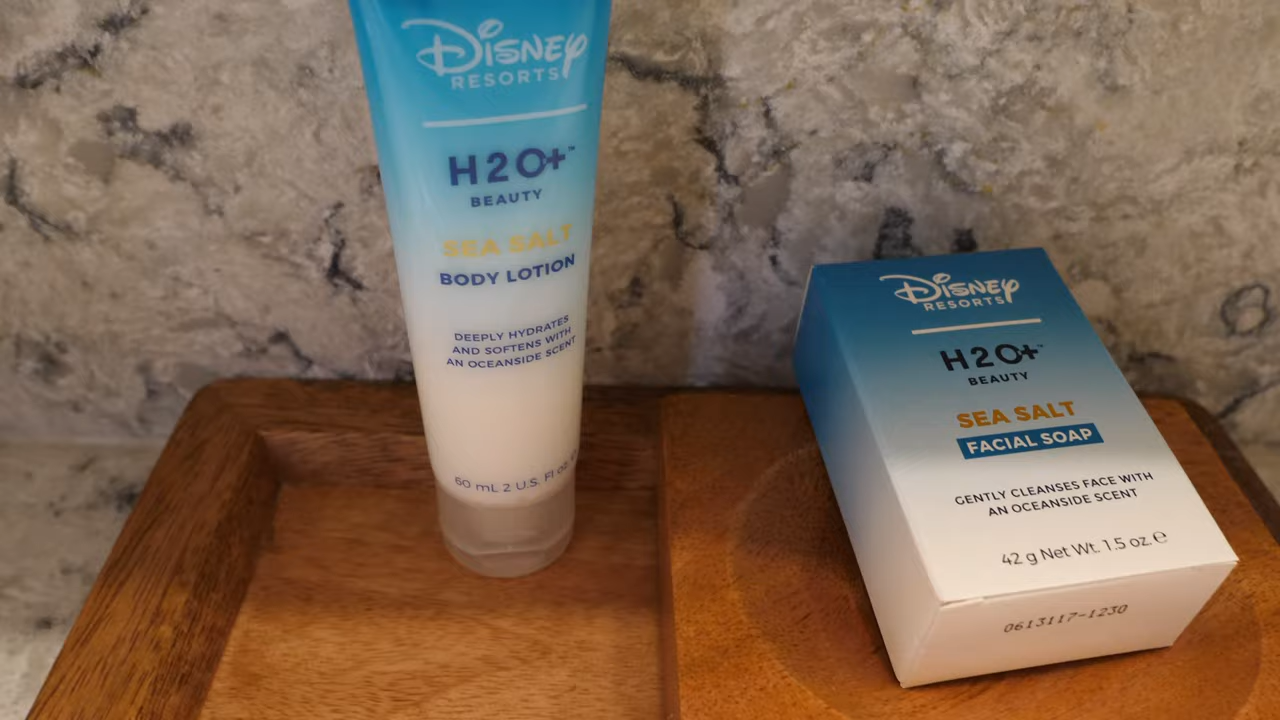 DISNEY
RESORTS
H2O+™
BEAUTY
SEA SALT
BODY LOTION
DEEPLY HYDRATES
AND SOFTENS WITH
AN OCEANSIDE SCENT
60 mL 2 U.S. Fl oz
DISNEY
RESORTS
H2O+™
BEAUTY
SEA SALT
FACIAL SOAP
GENTLY CLEANSES FACE WITH
AN OCEANSIDE SCENT
42 g Net Wt. 1.5 oz. ℮
0613117-1230